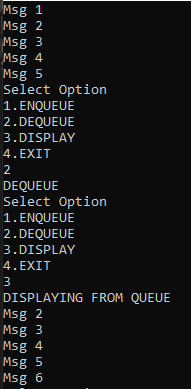 Msg 1
Msg 2
Msg 3
Msg 4
Msg 5
Select Option
1.ENQUEUE
2.DEQUEUE
3.DISPLAY
4.EXIT
2
DEQUEUE
Select Option
1.ENQUEUE
2.DEQUEUE
3.DISPLAY
4.EXIT
3
DISPLAYING FROM QUEUE
Msg 2
Msg 3
Msg 4
Msg 5
Msg 6